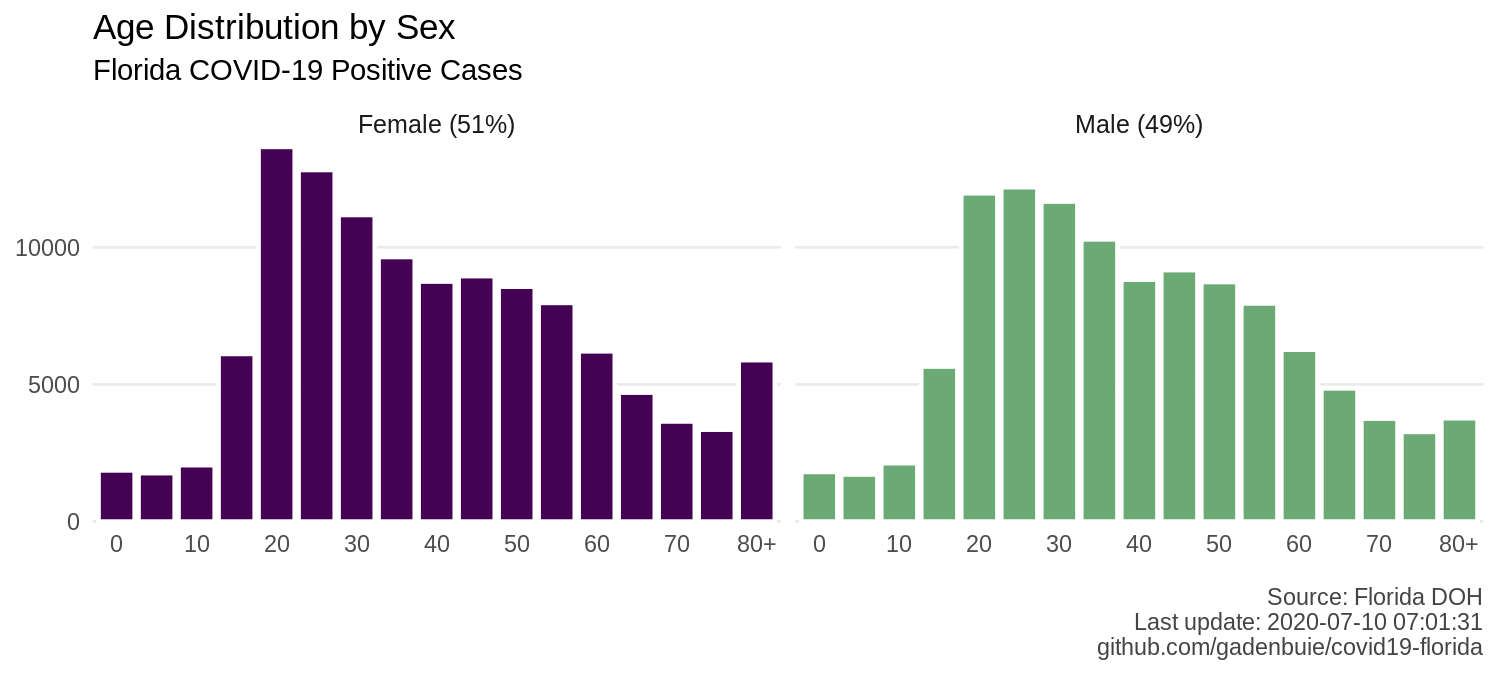 Age Distribution by Sex
Florida COVID-19 Positive Cases
Female (51%)
Male (49%)
10000
5000
0
0 10 20 30 40 50 60 70 80+
0 10 20 30 40 50 60 70 80+
Source: Florida DOH
Last update: 2020-07-10 07:01:31
github.com/gadenbuie/covid19-florida